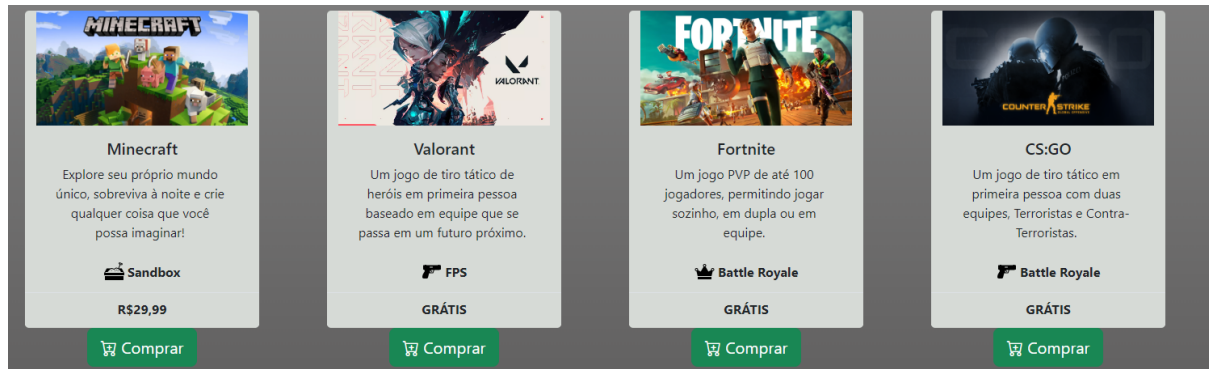 MINECRAFT
Minecraft
Explore seu próprio mundo
único, sobreviva à noite e crie
qualquer coisa que você
possa imaginar!
Sandbox
R$29,99
Comprar
VALORANT
Valorant
Um jogo de tiro tático de
heróis em primeira pessoa
baseado em equipe que se
passa em um futuro próximo.
FPS
GRÁTIS
Comprar
FORTNITE
Fortnite
Um jogo PVP de até 100
jogadores, permitindo jogar
sozinho, em dupla ou em
equipe.
Battle Royale
GRÁTIS
Comprar
CS:GO
COUNTER STRIKE
CS:GO
Um jogo de tiro tático em
primeira pessoa com duas
equipes, Terroristas e Contra-
Terroristas.
Battle Royale
GRÁTIS
Comprar